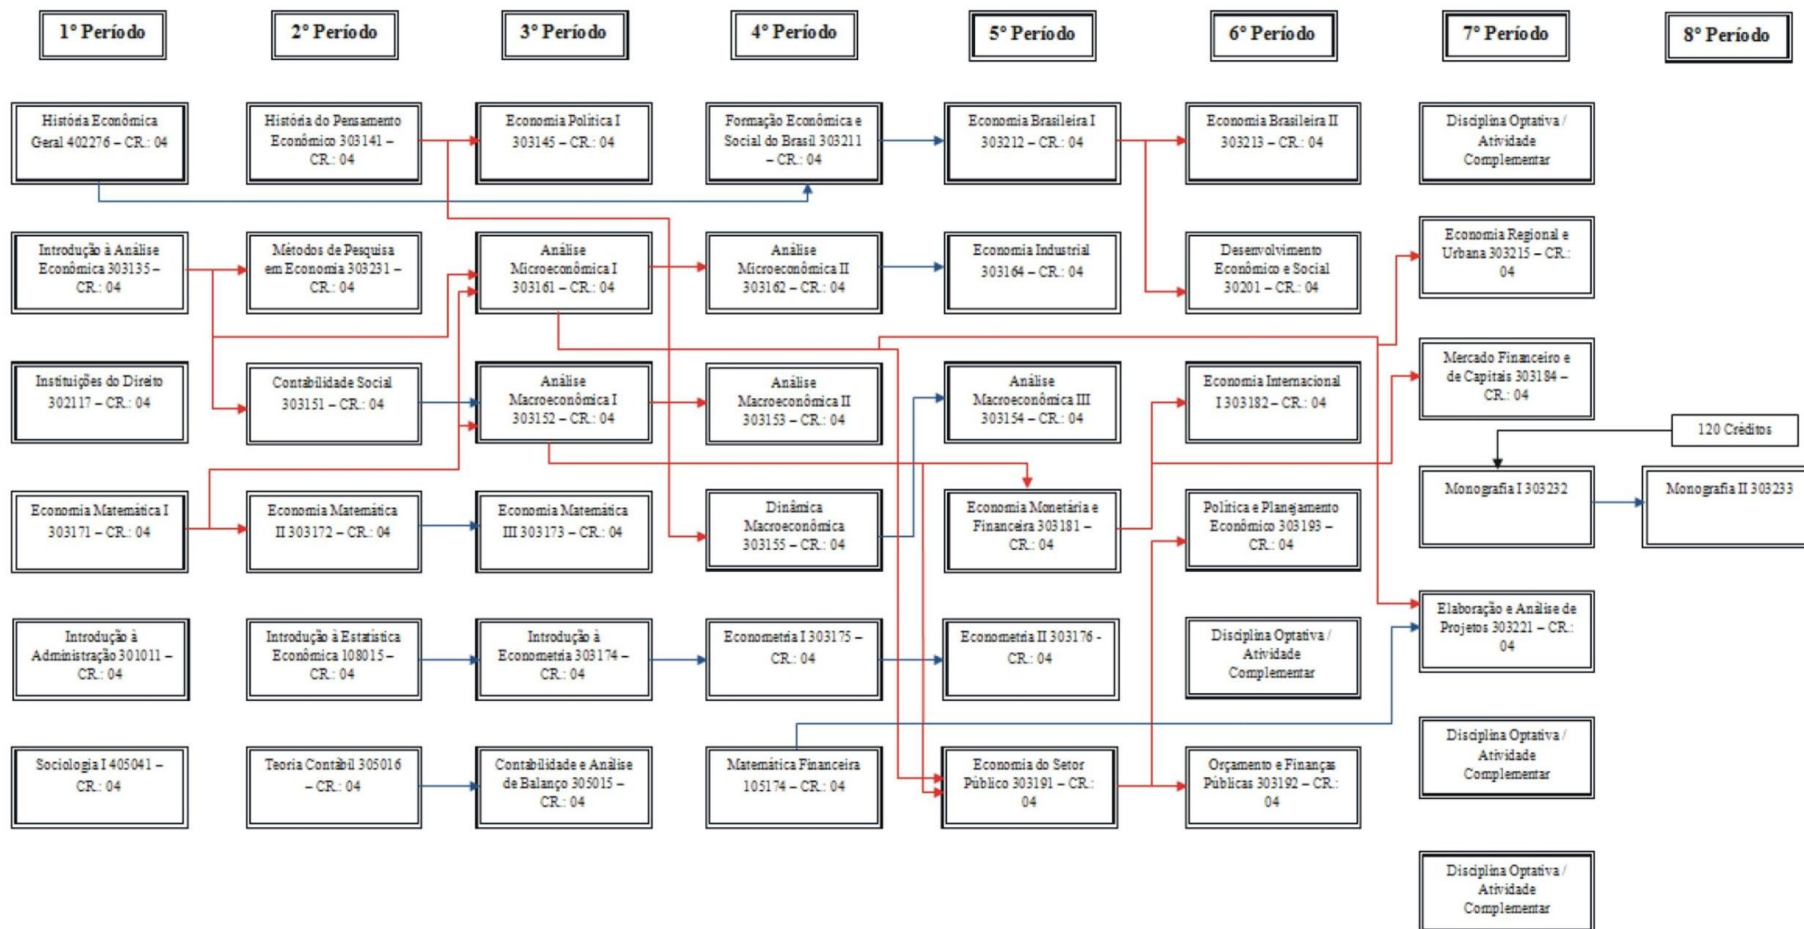 1° Período
2° Período
3° Período
4° Período
5° Período
6° Período
7° Período
8° Período
História Econômica
Geral 402276 – CR.: 04
História do Pensamento
Econômico 303141 –
CR.: 04
Economia Política I
303145 – CR.: 04
Formação Econômica e
Social do Brasil 303211
– CR.: 04
Economia Brasileira I
303212 – CR.: 04
Economia Brasileira II
303213 – CR.: 04
Disciplina Optativa /
Atividade
Complementar
Introdução à Análise
Econômica 303135 –
CR.: 04
Métodos de Pesquisa
em Economia 303231 –
CR.: 04
Análise
Microeconômica I
303161 – CR.: 04
Análise
Microeconômica II
303162 – CR.: 04
Economia Industrial
303164 – CR.: 04
Desenvolvimento
Econômico e Social
30201 – CR.: 04
Economia Regional e
Urbana 303215 – CR.:
04
Instituições do Direito
302117 – CR.: 04
Contabilidade Social
303151 – CR.: 04
Análise
Macroeconômica I
303152 – CR.: 04
Análise
Macroeconômica II
303153 – CR.: 04
Análise
Macroeconômica III
303154 – CR.: 04
Economia Internacional
I 303182 – CR.: 04
Mercado Financeiro e
de Capitais 303184 –
CR.: 04
120 Créditos
Economia Matemática I
303171 – CR.: 04
Economia Matemática
II 303172 – CR.: 04
Economia Matemática
III 303173 – CR.: 04
Dinâmica
Macroeconômica
303155 – CR.: 04
Economia Monetária e
Financeira 303181 –
CR.: 04
Política e Planejamento
Econômico 303193 –
CR.: 04
Monografia I 303232
Monografia II 303233
Introdução à
Administração 301011 –
CR.: 04
Introdução à Estatística
Econômica 108015 –
CR.: 04
Introdução à
Econometria 303174 –
CR.: 04
Econometria I 303175 –
CR.: 04
Econometria II 303176 -
CR.: 04
Disciplina Optativa /
Atividade
Complementar
Elaboração e Análise de
Projetos 303221 – CR.:
04
Sociologia I 405041 –
CR.: 04
Teoria Contábil 305016
– CR.: 04
Contabilidade e Análise
de Balanço 305015 –
CR.: 04
Matemática Financeira
105174 – CR.: 04
Economia do Setor
Público 303191 – CR.:
04
Orçamento e Finanças
Públicas 303192 – CR.:
04
Disciplina Optativa /
Atividade
Complementar
Disciplina Optativa /
Atividade
Complementar